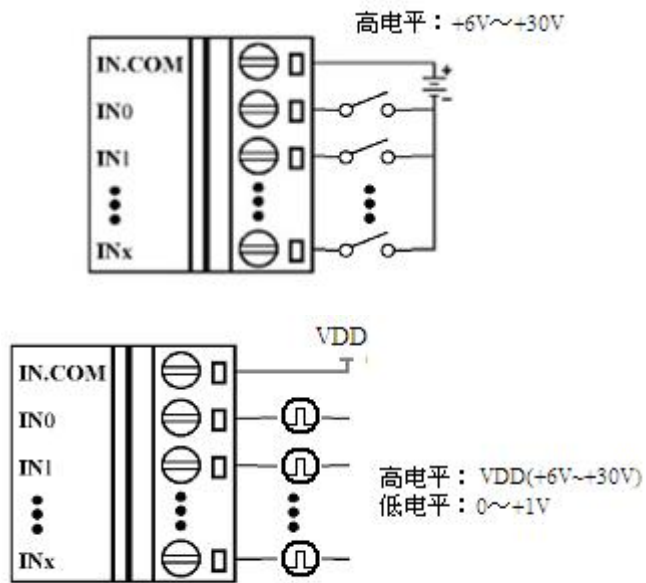 高电平：+6V～+30V
IN.COM
IN0
IN1
INx
+
-
VDD
IN.COM
IN0
IN1
INx
高电平：VDD(+6V~+30V)
低电平：0～+1V